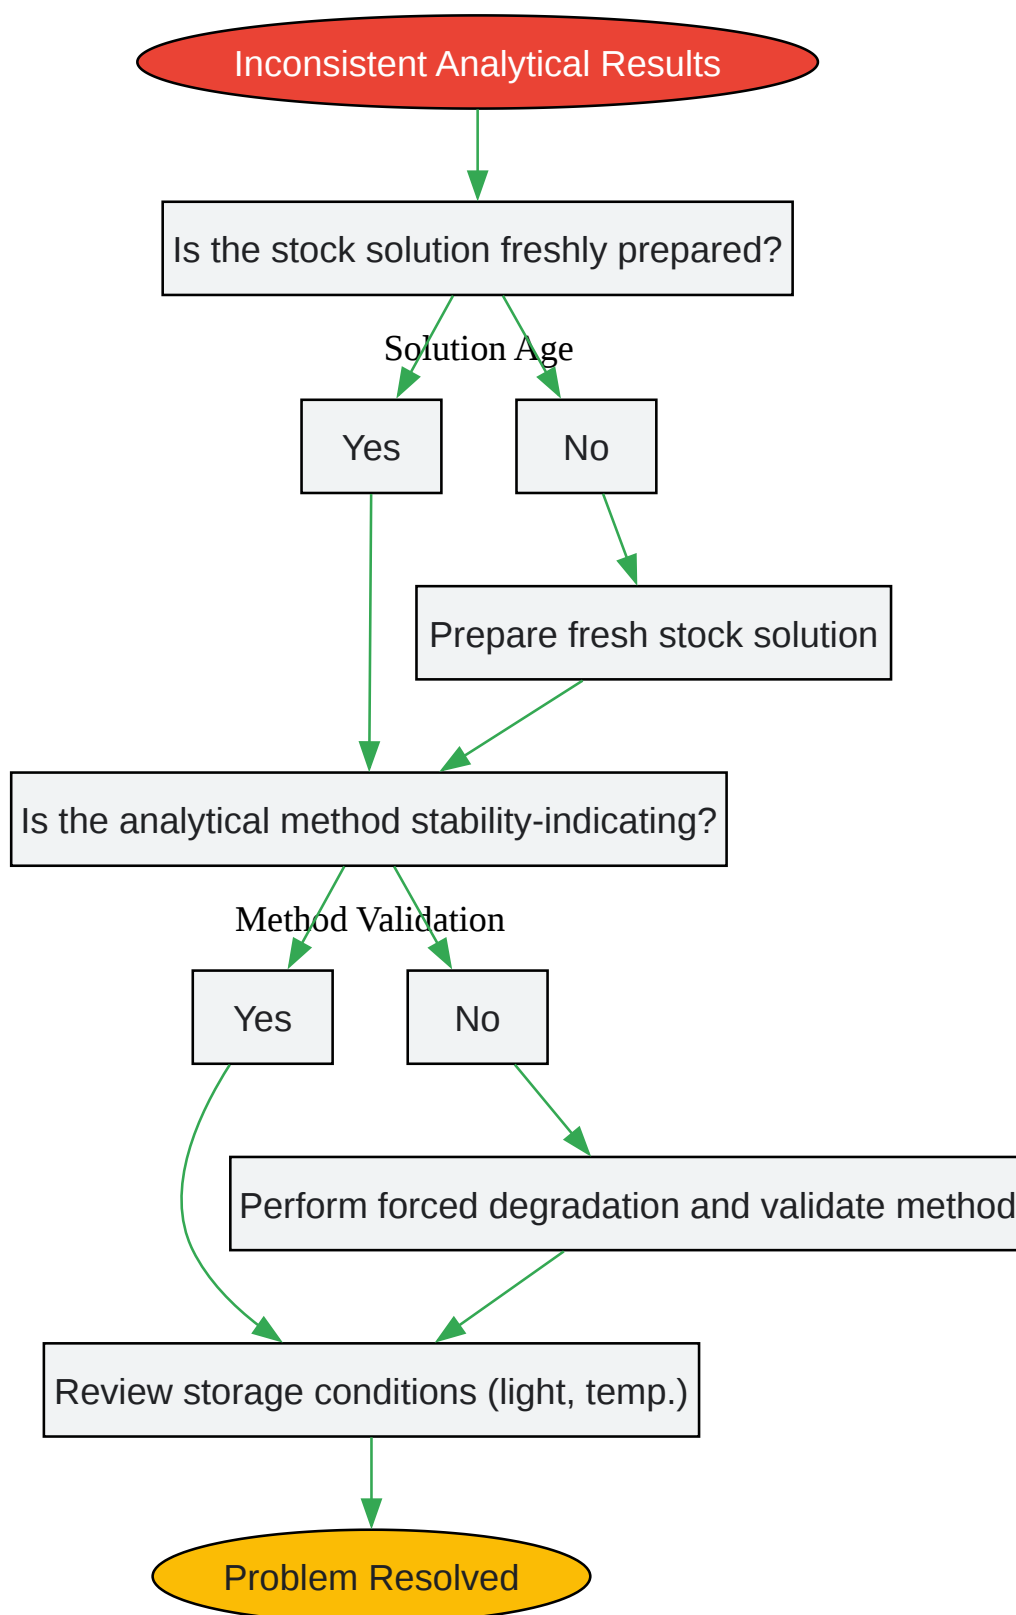 Inconsistent Analytical Results
Is the stock solution freshly prepared?
Solution Age
Yes
No
Prepare fresh stock solution
Is the analytical method stability-indicating?
Method Validation
Yes
No
Perform forced degradation and validate method
Review storage conditions (light, temp.)
Problem Resolved